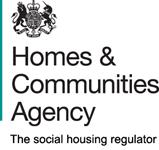 Homes &
Communities
Agency
The social housing regulator